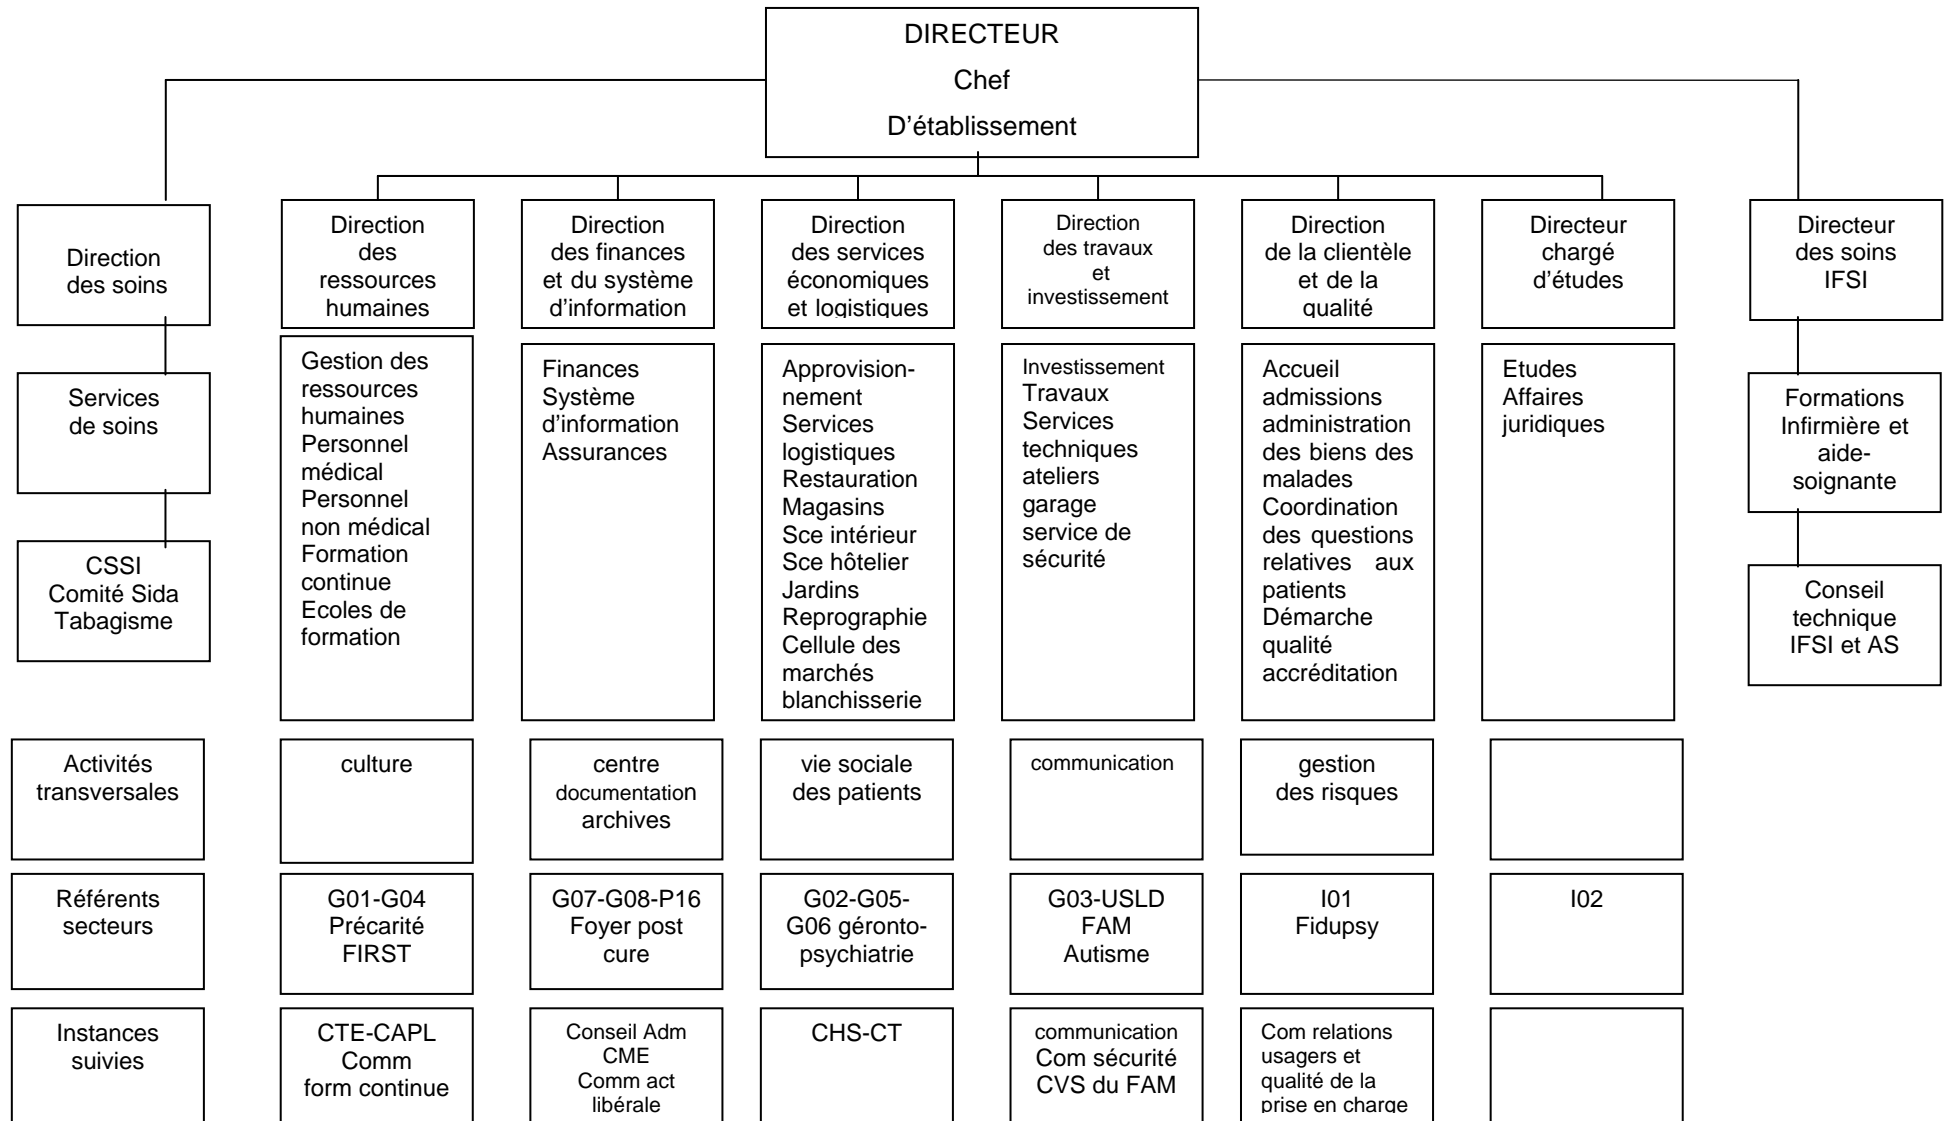 DIRECTEUR
Chef
D'établissement
Direction
des soins
Direction
des
ressources
humaines
Direction
des finances
et du système
d'information
Direction
des services
économiques
et logistiques
Direction
des travaux
et
investissement
Direction
de la clientèle
et de la
qualité
Directeur
chargé
d'études
Directeur
des soins
IFSI
Services
de soins
CSSI
Comité Sida
Tabagisme
Gestion des
ressources
humaines
Personnel
médical
Personnel
non médical
Formation
continue
Ecoles de
formation
Finances
Système
d'information
Assurances
Approvision-
nement
Services
logistiques
Restauration
Magasins
Sce intérieur
Sce hôtelier
Jardins
Reprographie
Cellule des
marchés
blanchisserie
Investissement
Travaux
Services
techniques
ateliers
garage
service de
sécurité
Accueil
admissions
administration
des biens des
malades
Coordination
des questions
relatives aux
patients
Démarche
qualité
accréditation
Etudes
Affaires
juridiques
Formations
Infirmière et
aide-
soignante
Conseil
technique
IFSI et AS
Activités
transversales
culture
centre
documentation
archives
vie sociale
des patients
communication
gestion
des risques
Référents
secteurs
G01-G04
Précarité
FIRST
G07-G08-P16
Foyer post
cure
G02-G05-
G06 géronto-
psychiatrie
G03-USLD
FAM
Autisme
I01
Fidupsy
I02
Instances
suivies
CTE-CAPL
Comm
form continue
Conseil Adm
CME
Comm act
libérale
CHS-CT
communication
Com sécurité
CVS du FAM
Com relations
usagers et
qualité de la
prise en charge